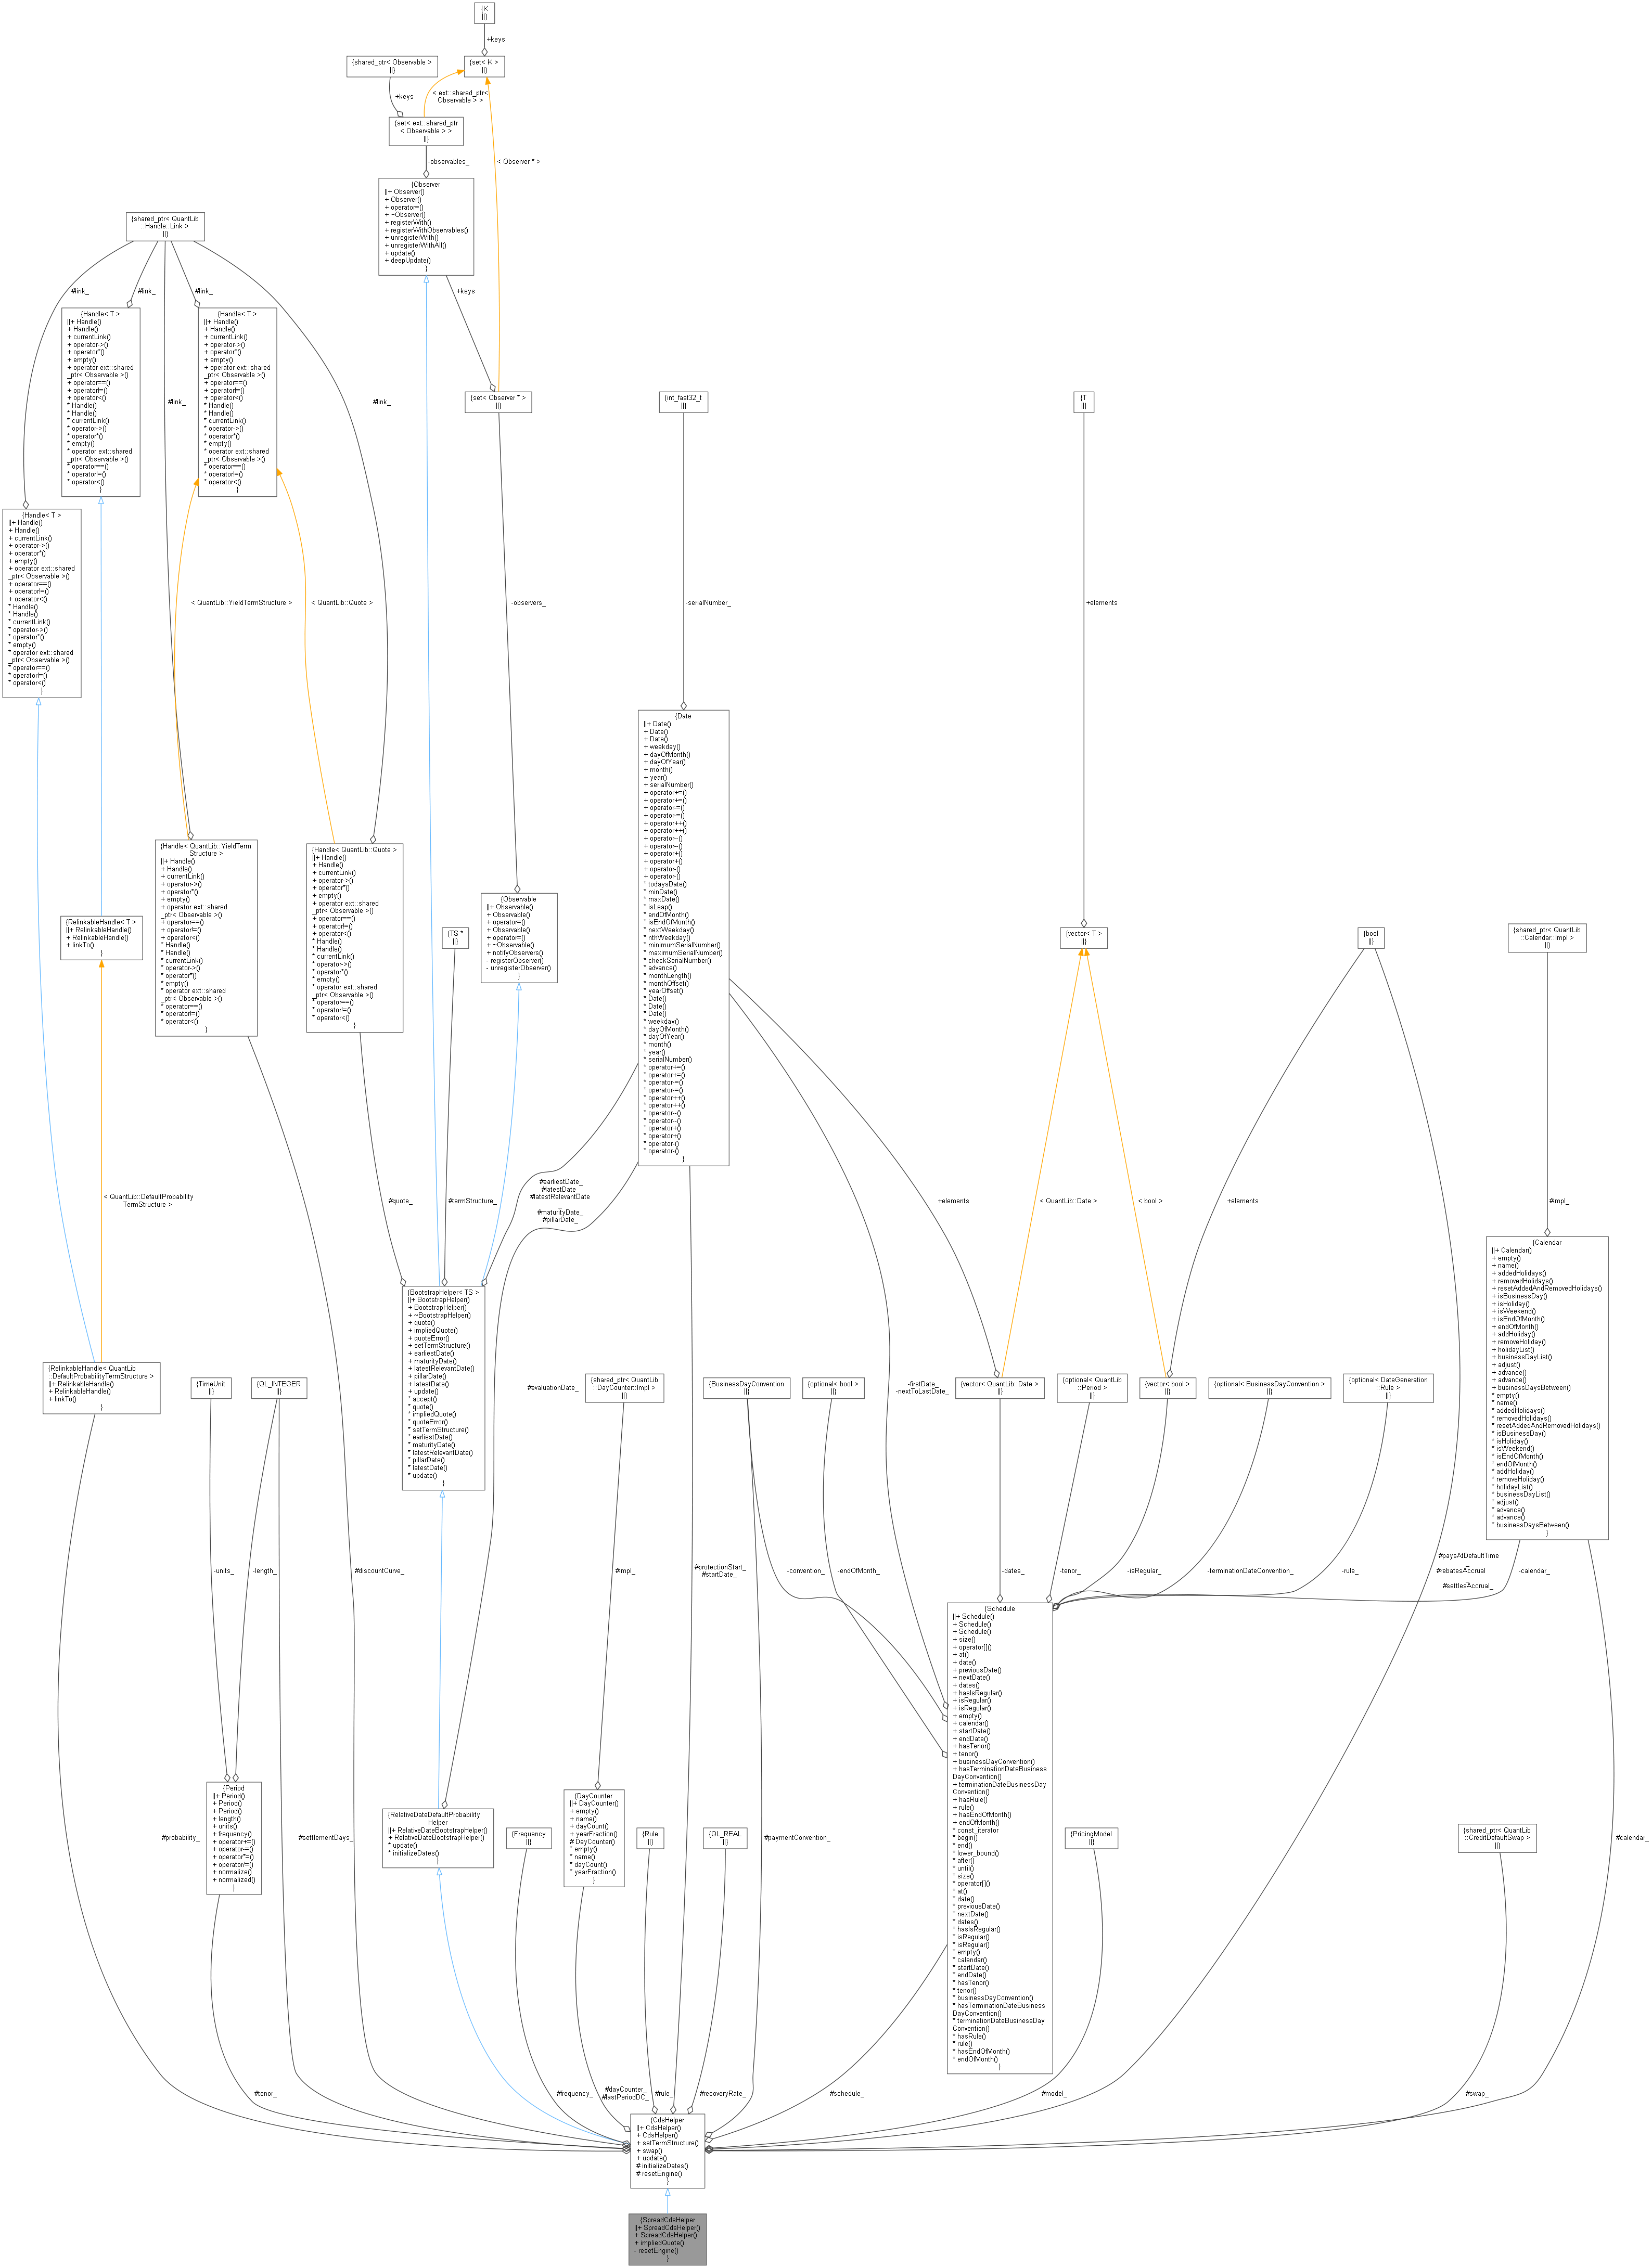 {K
||}
+keys
{shared_ptr< Observable >
||}
{set< K >
||}
+keys
< ext::shared_ptr<
Observable > >
{set< ext::shared_ptr
< Observable > >
||}
-observables_
< Observer * >
{Observer
||+ Observer()
+ Observer()
+ operator=()
+ ~Observer()
+ registerWith()
+ registerWithObservables()
+ unregisterWith()
+ unregisterWithAll()
+ update()
+ deepUpdate()
}
{shared_ptr< QuantLib
::Handle::Link >
||}
#link_
#link_
#link_
+keys
{Handle< T >
||+ Handle()
+ Handle()
+ currentLink()
+ operator->()
+ operator*()
+ empty()
+ operator ext::shared
_ptr< Observable >()
+ operator==()
+ operator!=()
+ operator<()
* Handle()
* Handle()
* currentLink()
* operator->()
* operator*()
* empty()
* operator ext::shared
_ptr< Observable >()
* operator==()
* operator!=()
* operator<()
}
{Handle< T >
||+ Handle()
+ Handle()
+ currentLink()
+ operator->()
+ operator*()
+ empty()
+ operator ext::shared
_ptr< Observable >()
+ operator==()
+ operator!=()
+ operator<()
* Handle()
* Handle()
* currentLink()
* operator->()
* operator*()
* empty()
* operator ext::shared
_ptr< Observable >()
* operator==()
* operator!=()
* operator<()
}
#link_
#link_
{set< Observer * >
||}
{int_fast32_t
||}
{T
||}
{Handle< T >
||+ Handle()
+ Handle()
+ currentLink()
+ operator->()
+ operator*()
+ empty()
+ operator ext::shared
_ptr< Observable >()
+ operator==()
+ operator!=()
+ operator<()
* Handle()
* Handle()
* currentLink()
* operator->()
* operator*()
* empty()
* operator ext::shared
_ptr< Observable >()
* operator==()
* operator!=()
* operator<()
}
< QuantLib::YieldTermStructure >
< QuantLib::Quote >
-observers_
-serialNumber_
+elements
{Date
||+ Date()
+ Date()
+ Date()
+ weekday()
+ dayOfMonth()
+ dayOfYear()
+ month()
+ year()
+ serialNumber()
+ operator+=()
+ operator+=()
+ operator-=()
+ operator-=()
+ operator++()
+ operator++()
+ operator--()
+ operator--()
+ operator+()
+ operator+()
+ operator-()
+ operator-()
* todaysDate()
* minDate()
* maxDate()
* isLeap()
* endOfMonth()
* isEndOfMonth()
* nextWeekday()
* nthWeekday()
* minimumSerialNumber()
* maximumSerialNumber()
* checkSerialNumber()
* advance()
* monthLength()
* monthOffset()
* yearOffset()
* Date()
* Date()
* Date()
* weekday()
* dayOfMonth()
* dayOfYear()
* month()
* year()
* serialNumber()
* operator+=()
* operator+=()
* operator-=()
* operator-=()
* operator++()
* operator++()
* operator--()
* operator--()
* operator+()
* operator+()
* operator-()
* operator-()
}
{Handle< QuantLib::YieldTerm
Structure >
||+ Handle()
+ Handle()
+ currentLink()
+ operator->()
+ operator*()
+ empty()
+ operator ext::shared
_ptr< Observable >()
+ operator==()
+ operator!=()
+ operator<()
* Handle()
* Handle()
* currentLink()
* operator->()
* operator*()
* empty()
* operator ext::shared
_ptr< Observable >()
* operator==()
* operator!=()
* operator<()
}
{Handle< QuantLib::Quote >
||+ Handle()
+ Handle()
+ currentLink()
+ operator->()
+ operator*()
+ empty()
+ operator ext::shared
_ptr< Observable >()
+ operator==()
+ operator!=()
+ operator<()
* Handle()
* Handle()
* currentLink()
* operator->()
* operator*()
* empty()
* operator ext::shared
_ptr< Observable >()
* operator==()
* operator!=()
* operator<()
}
{Observable
||+ Observable()
+ Observable()
+ operator=()
+ Observable()
+ operator=()
+ ~Observable()
+ notifyObservers()
- registerObserver()
- unregisterObserver()
}
{RelinkableHandle< T >
||+ RelinkableHandle()
+ RelinkableHandle()
+ linkTo()
}
{TS *
||}
{vector< T >
||}
{bool
||}
{shared_ptr< QuantLib
::Calendar::Impl >
||}
< QuantLib::DefaultProbability
TermStructure >
#quote_
#termStructure_
#earliestDate_
#latestDate_
#latestRelevantDate
_
#maturityDate_
#pillarDate_
+elements
< QuantLib::Date >
< bool >
+elements
#impl_
{Calendar
||+ Calendar()
+ empty()
+ name()
+ addedHolidays()
+ removedHolidays()
+ resetAddedAndRemovedHolidays()
+ isBusinessDay()
+ isHoliday()
+ isWeekend()
+ isEndOfMonth()
+ endOfMonth()
+ addHoliday()
+ removeHoliday()
+ holidayList()
+ businessDayList()
+ adjust()
+ advance()
+ advance()
+ businessDaysBetween()
* empty()
* name()
* addedHolidays()
* removedHolidays()
* resetAddedAndRemovedHolidays()
* isBusinessDay()
* isHoliday()
* isWeekend()
* isEndOfMonth()
* endOfMonth()
* addHoliday()
* removeHoliday()
* holidayList()
* businessDayList()
* adjust()
* advance()
* advance()
* businessDaysBetween()
}
{BootstrapHelper< TS >
||+ BootstrapHelper()
+ BootstrapHelper()
+ ~BootstrapHelper()
+ quote()
+ impliedQuote()
+ quoteError()
+ setTermStructure()
+ earliestDate()
+ maturityDate()
+ latestRelevantDate()
+ pillarDate()
+ latestDate()
+ update()
+ accept()
* quote()
* impliedQuote()
* quoteError()
* setTermStructure()
* earliestDate()
* maturityDate()
* latestRelevantDate()
* pillarDate()
* latestDate()
* update()
}
{RelinkableHandle< QuantLib
::DefaultProbabilityTermStructure >
||+ RelinkableHandle()
+ RelinkableHandle()
+ linkTo()
}
{TimeUnit
||}
{QL_INTEGER
||}
#evaluationDate_
{shared_ptr< QuantLib
::DayCounter::Impl >
||}
{BusinessDayConvention
||}
{optional< bool >
||}
-firstDate_
-nextToLastDate_
{vector< QuantLib::Date >
||}
{optional< QuantLib
::Period >
||}
{vector< bool >
||}
{optional< BusinessDayConvention >
||}
{optional< DateGeneration
::Rule >
||}
-units_
-length_
#discountCurve_
#impl_
#protectionStart_
#startDate_
-convention_
-endOfMonth_
-dates_
-tenor_
-isRegular_
-terminationDateConvention_
-rule_
#paysAtDefaultTime
_
#rebatesAccrual
_
#settlesAccrual_
-calendar_
{Schedule
||+ Schedule()
+ Schedule()
+ Schedule()
+ size()
+ operator[]()
+ at()
+ date()
+ previousDate()
+ nextDate()
+ dates()
+ hasIsRegular()
+ isRegular()
+ isRegular()
+ empty()
+ calendar()
+ startDate()
+ endDate()
+ hasTenor()
+ tenor()
+ businessDayConvention()
+ hasTerminationDateBusiness
DayConvention()
+ terminationDateBusinessDay
Convention()
+ hasRule()
+ rule()
+ hasEndOfMonth()
+ endOfMonth()
* const_iterator
* begin()
* end()
* lower_bound()
* after()
* until()
* size()
* operator[]()
* at()
* date()
* previousDate()
* nextDate()
* dates()
* hasIsRegular()
* isRegular()
* isRegular()
* empty()
* calendar()
* startDate()
* endDate()
* hasTenor()
* tenor()
* businessDayConvention()
* hasTerminationDateBusiness
DayConvention()
* terminationDateBusinessDay
Convention()
* hasRule()
* rule()
* hasEndOfMonth()
* endOfMonth()
}
#probability_
{Period
||+ Period()
+ Period()
+ Period()
+ length()
+ units()
+ frequency()
+ operator+=()
+ operator-=()
+ operator*=()
+ operator/=()
+ normalize()
+ normalized()
}
#settlementDays_
{RelativeDateDefaultProbability
Helper
||+ RelativeDateBootstrapHelper()
+ RelativeDateBootstrapHelper()
* update()
* initializeDates()
}
{Frequency
||}
{DayCounter
||+ DayCounter()
+ empty()
+ name()
+ dayCount()
+ yearFraction()
# DayCounter()
* empty()
* name()
* dayCount()
* yearFraction()
}
{Rule
||}
{QL_REAL
||}
#paymentConvention_
{PricingModel
||}
{shared_ptr< QuantLib
::CreditDefaultSwap >
||}
#calendar_
#tenor_
#frequency_
#dayCounter_
#lastPeriodDC_
#rule_
#recoveryRate_
#schedule_
#model_
#swap_
{CdsHelper
||+ CdsHelper()
+ CdsHelper()
+ setTermStructure()
+ swap()
+ update()
# initializeDates()
# resetEngine()
}
{SpreadCdsHelper
||+ SpreadCdsHelper()
+ SpreadCdsHelper()
+ impliedQuote()
- resetEngine()
}